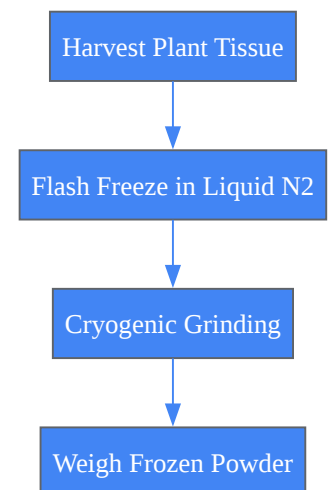 Harvest Plant Tissue
Flash Freeze in Liquid N2
Cryogenic Grinding
Weigh Frozen Powder